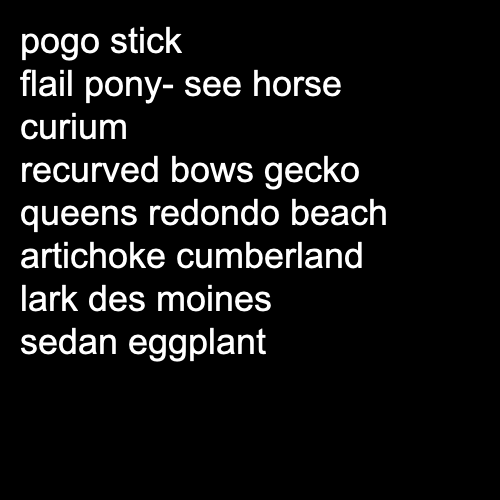 pogo stick
flail pony- see horse
curium
recurved bows gecko
queens redondo beach
artichoke cumberland
lark des moines
sedan eggplant